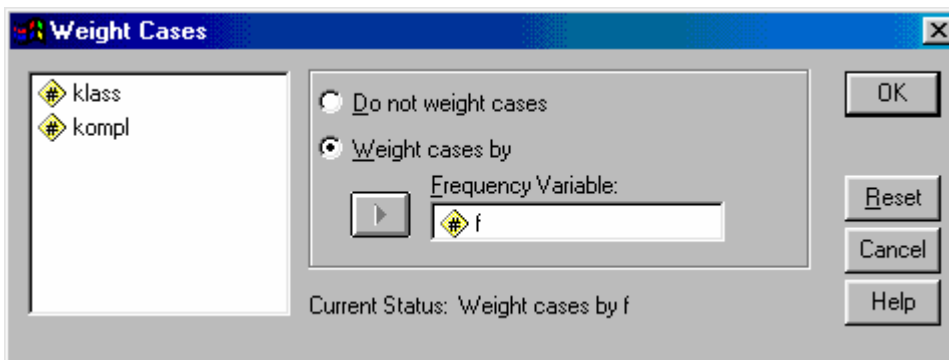 Weight Cases
# klass
# kompl
Do not weight cases
Weight cases by
Frequency Variable:
# f
Current Status: Weight cases by f
OK
Reset
Cancel
Help